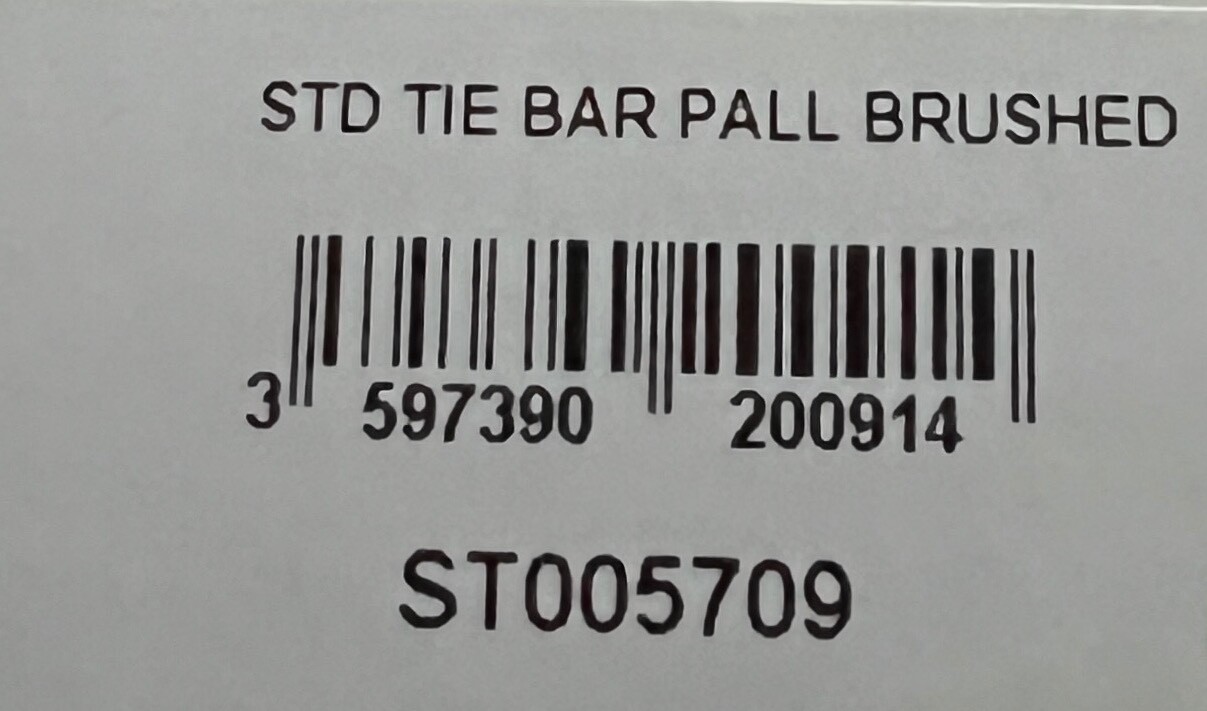 STD TIE BAR PALL BRUSHED
3 597390 200914
ST005709